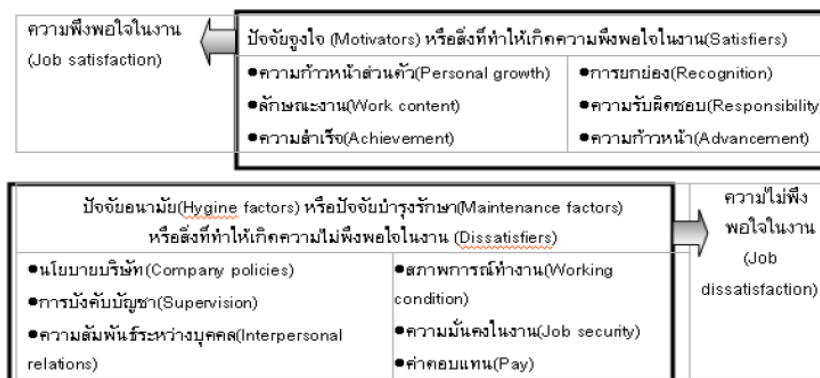 ความพึงพอใจในงาน
(Job satisfaction)
ปัจจัยจูงใจ (Motivators) หรือสิ่งที่ทำให้เกิดความพึงพอใจในงาน(Satisfiers)
●ความก้าวหน้าส่วนตัว(Personal growth)
●ลักษณะงาน(Work content)
●ความสำเร็จ(Achievement)
●การยกย่อง(Recognition)
●ความรับผิดชอบ(Responsibility)
●ความก้าวหน้า(Advancement)
ปัจจัยอนามัย(Hygine factors) หรือปัจจัยบำรุงรักษา(Maintenance factors)
หรือสิ่งที่ทำให้เกิดความไม่พึงพอใจในงาน (Dissatisfiers)
●นโยบายบริษัท(Company policies)
●การบังคับบัญชา(Supervision)
●ความสัมพันธ์ระหว่างบุคคล(Interpersonal
relations)
●สภาพการณ์ทำงาน(Working
condition)
●ความมั่นคงในงาน(Job security)
●ค่าตอบแทน(Pay)
ความไม่พึง
พอใจในงาน
(Job
dissatisfaction)